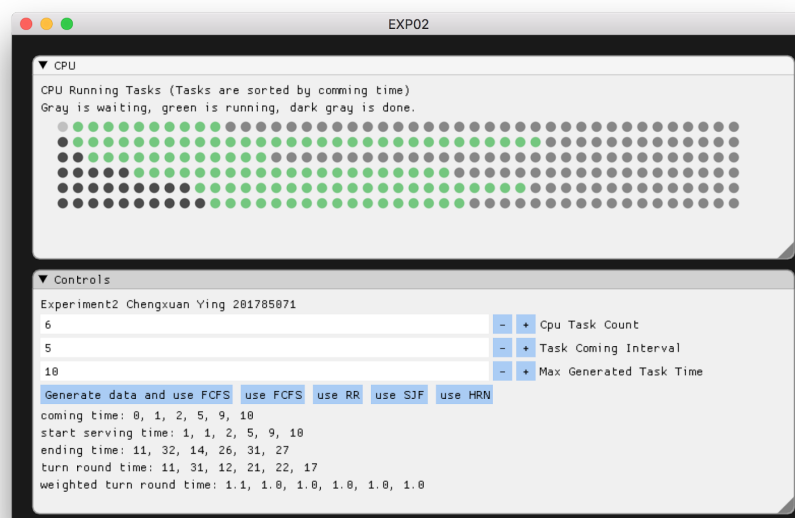 EXP02
CPU
CPU Running Tasks (Tasks are sorted by comming time)
Gray is waiting, green is running, dark gray is done.
Controls
Experiment2 Chengxuan Ying 201785071
6 - + Cpu Task Count
5 - + Task Coming Interval
10 - + Max Generated Task Time
Generate data and use FCFS use FCFS use RR use SJF use HRN
coming time: 0, 1, 2, 5, 9, 10
start serving time: 1, 1, 2, 5, 9, 10
ending time: 11, 32, 14, 26, 31, 27
turn round time: 11, 31, 12, 21, 22, 17
weighted turn round time: 1.1, 1.0, 1.0, 1.0, 1.0, 1.0